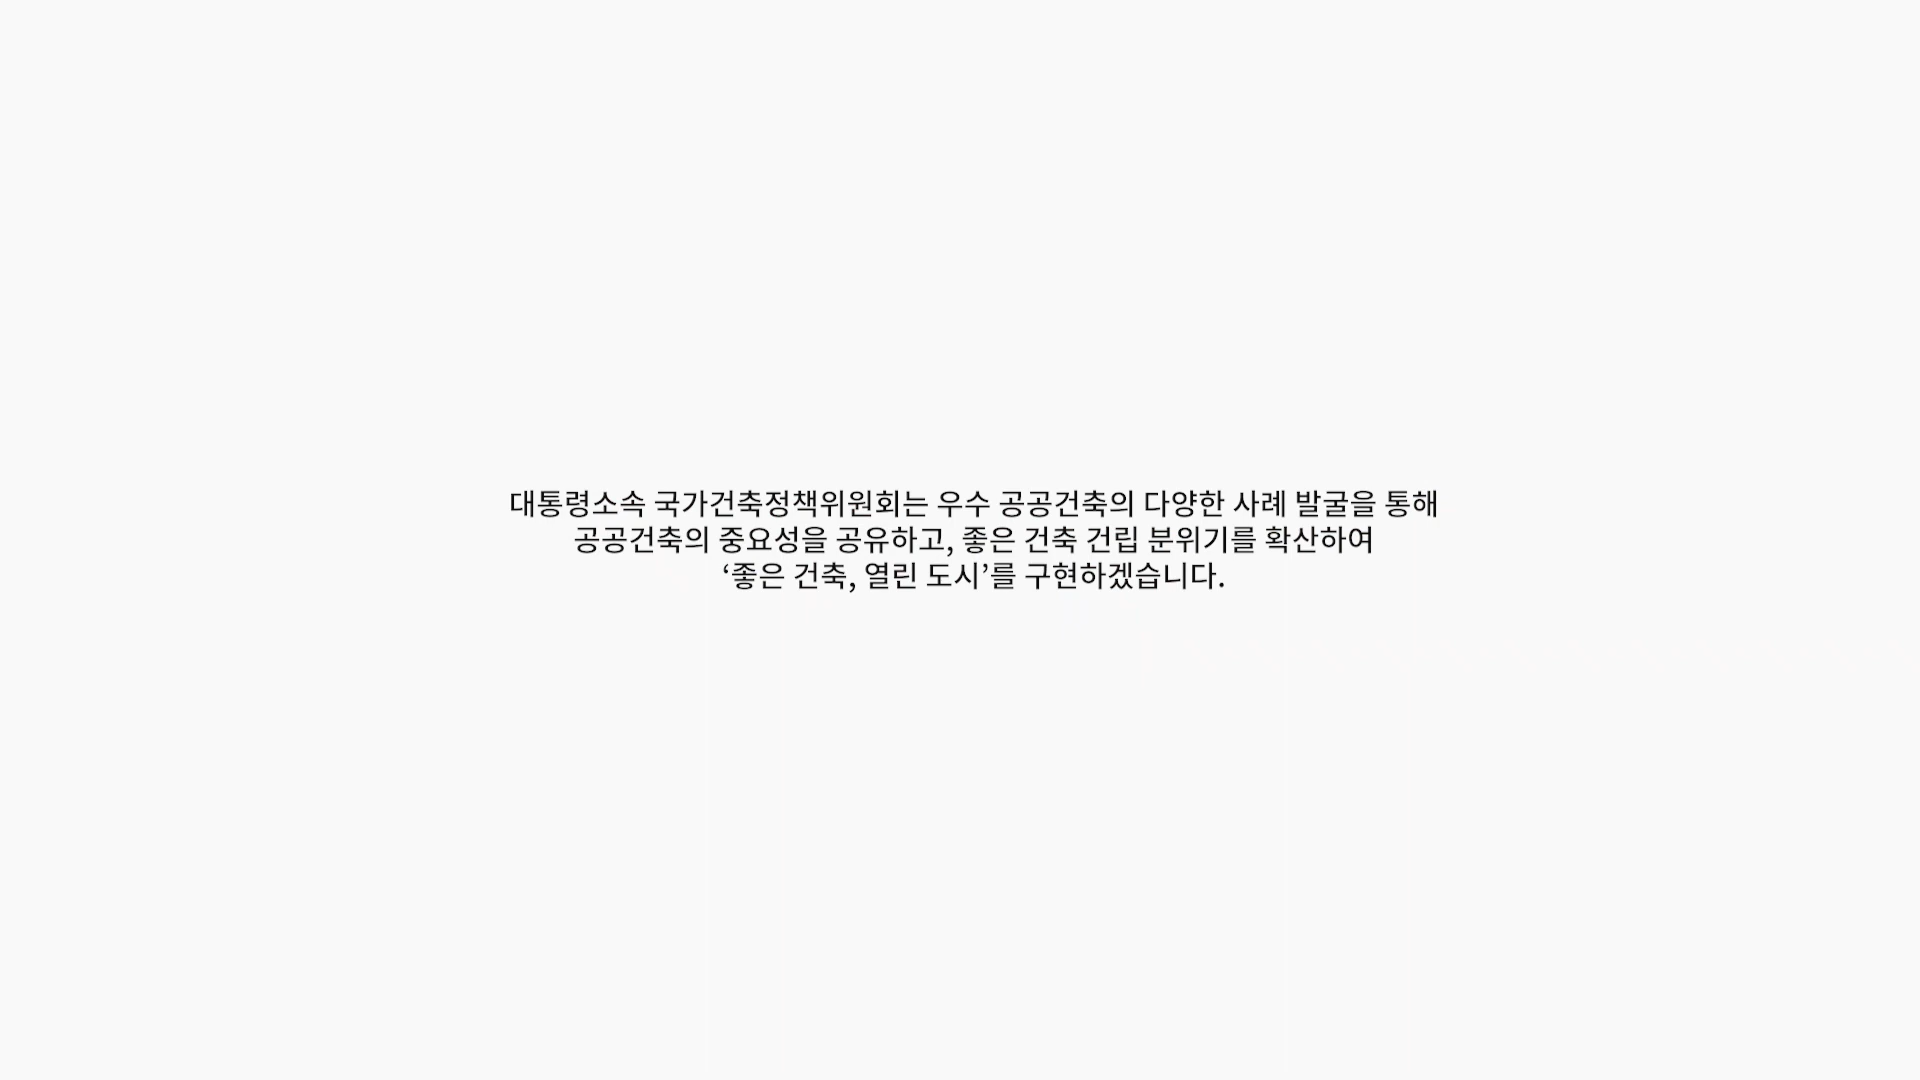 대통령소속 국가건축정책위원회는 우수 공공건축의 다양한 사례 발굴을 통해
공공건축의 중요성을 공유하고, 좋은 건축 건립 분위기를 확산하여
‘좋은 건축, 열린 도시’를 구현하겠습니다.